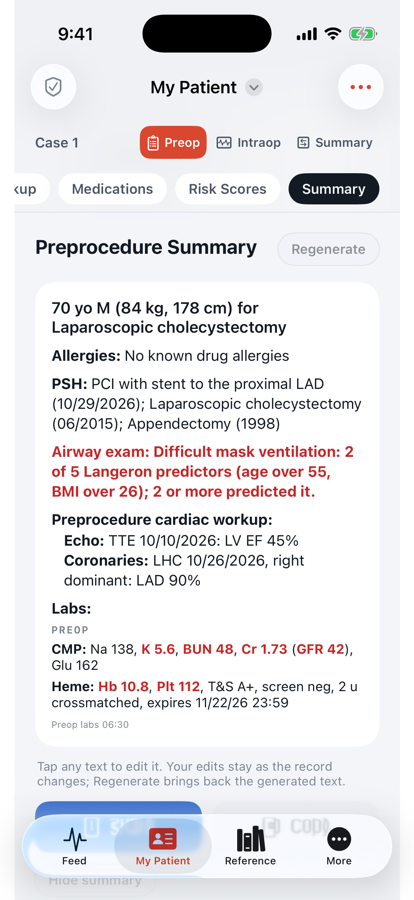 9:41
My Patient
Case 1
Preop
Intraop
Summary
kup
Medications
Risk Scores
Summary
Preprocedure Summary
Regenerate
70 yo M (84 kg, 178 cm) for
Laparoscopic cholecystectomy
Allergies: No known drug allergies
PSH: PCI with stent to the proximal LAD
(10/29/2026); Laparoscopic cholecystectomy
(06/2015); Appendectomy (1998)
Airway exam: Difficult mask ventilation: 2
of 5 Langeron predictors (age over 55,
BMI over 26); 2 or more predicted it.
Preprocedure cardiac workup:
Echo: TTE 10/10/2026: LV EF 45%
Coronaries: LHC 10/26/2026, right
dominant: LAD 90%
Labs:
PREOP
CMP: Na 138, K 5.6, BUN 48, Cr 1.73 (GFR 42),
Glu 162
Heme: Hb 10.8, Plt 112, T&S A+, screen neg, 2 u
crossmatched, expires 11/22/26 23:59
Preop labs 06:30
Tap any text to edit it. Your edits stay as the record
changes; Regenerate brings back the generated text.
Feed
My Patient
Reference
More
Hide summary